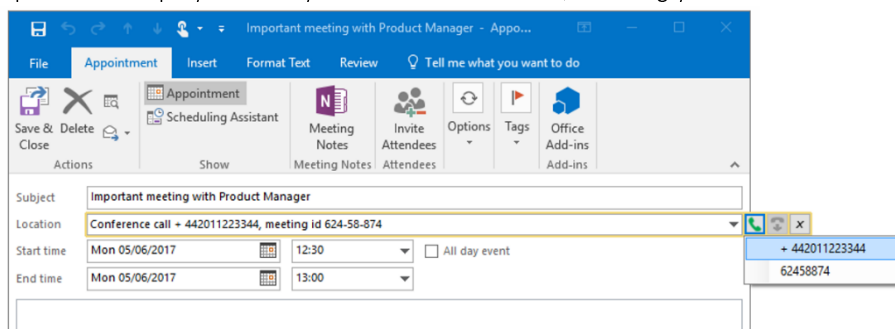 Important meeting with Product Manager - Appo...
File Appointment Insert Format Text Review Tell me what you want to do
Save & Close
Delete
Appointment
Scheduling Assistant
Meeting Notes
Invite Attendees
Options
Tags
Office Add-ins
Actions Show Meeting Notes Attendees Add-ins
Subject Important meeting with Product Manager
Location Conference call + 442011223344, meeting id 624-58-874 x
+ 442011223344
Start time Mon 05/06/2017 12:30 All day event
62458874
End time Mon 05/06/2017 13:00